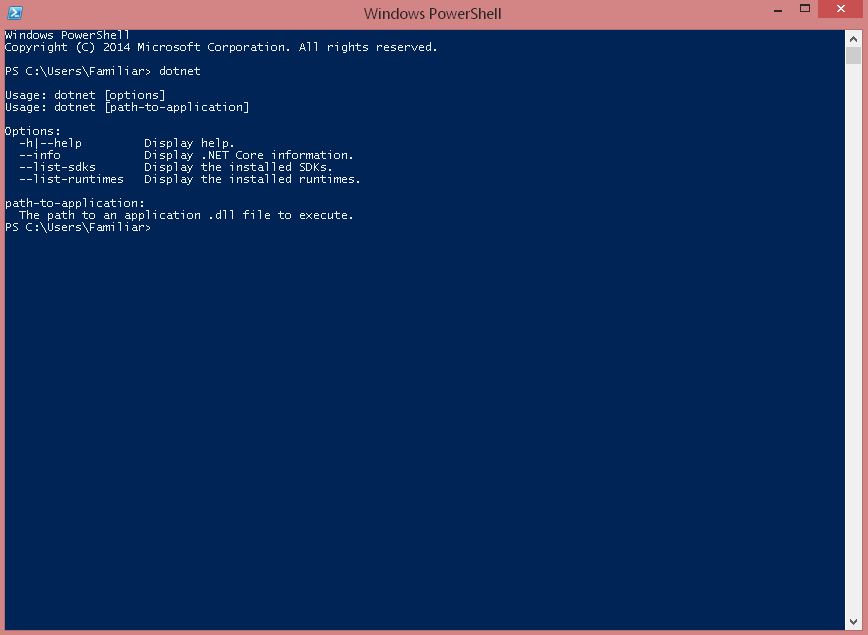 Windows PowerShell
Windows PowerShell
Copyright (C) 2014 Microsoft Corporation. All rights reserved.
PS C:\Users\Familiar> dotnet
Usage: dotnet [options]
Usage: dotnet [path-to-application]
Options:
  -h|--help         Display help.
  --info            Display .NET Core information.
  --list-sdks       Display the installed SDKs.
  --list-runtimes   Display the installed runtimes.
path-to-application:
  The path to an application .dll file to execute.
PS C:\Users\Familiar>